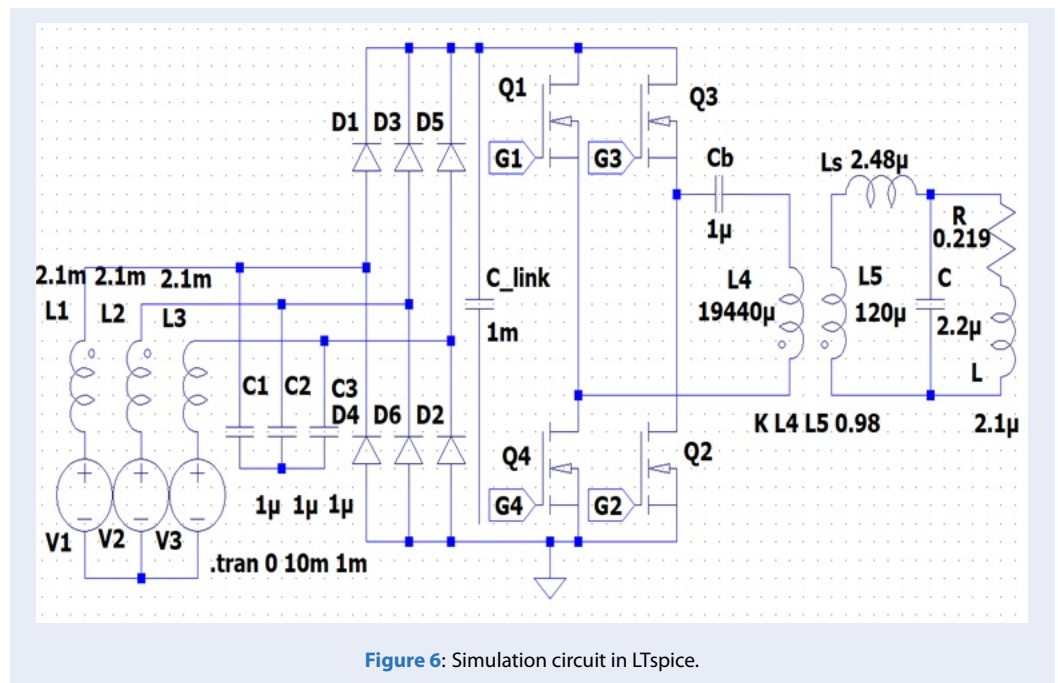 Q1
Q3
D1 D3 D5
G1
G3
Cb
1µ
Ls 2.48µ
R
0.219
2.1m 2.1m 2.1m
L1 L2 L3
C_link
1m
L4
19440µ
L5
120µ
C
2.2µ
L
2.1µ
C1 C2 C3
D4 D6 D2
K L4 L5 0.98
Q4
Q2
G4
G2
1µ 1µ 1µ
V1 V2 V3
.tran 0 10m 1m
Figure 6: Simulation circuit in LTspice.